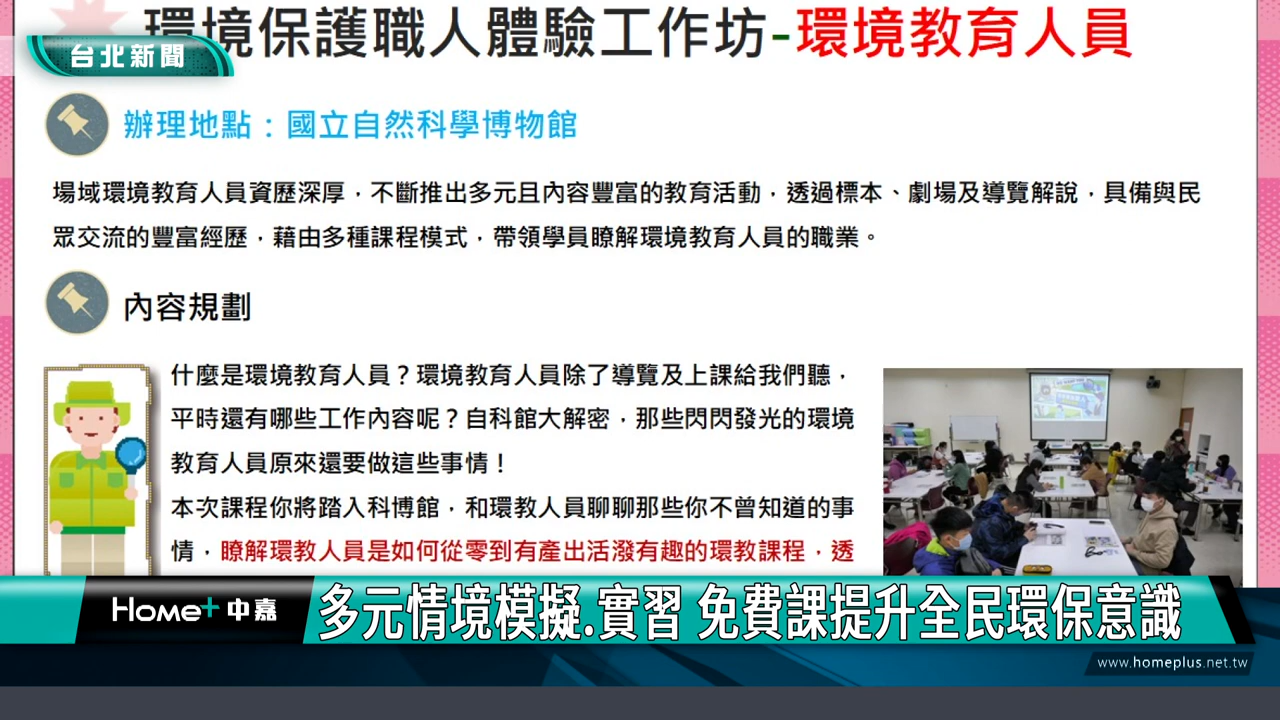 環境保護職人體驗工作坊-環境教育人員
台北新聞
辦理地點：國立自然科學博物館
場域環境教育人員資歷深厚，不斷推出多元且內容豐富的教育活動，透過標本、劇場及導覽解說，具備與民
眾交流的豐富經歷，藉由多種課程模式，帶領學員瞭解環境教育人員的職業。
內容規劃
什麼是環境教育人員？環境教育人員除了導覽及上課給我們聽，
平時還有哪些工作內容呢？自科館大解密，那些閃閃發光的環境
教育人員原來還要做這些事情！
本次課程你將踏入科博館，和環教人員聊聊那些你不曾知道的事
情，瞭解環教人員是如何從零到有產出活潑有趣的環教課程，透
Home+ 中嘉
多元情境模擬.實習 免費課提升全民環保意識
www.homeplus.net.tw